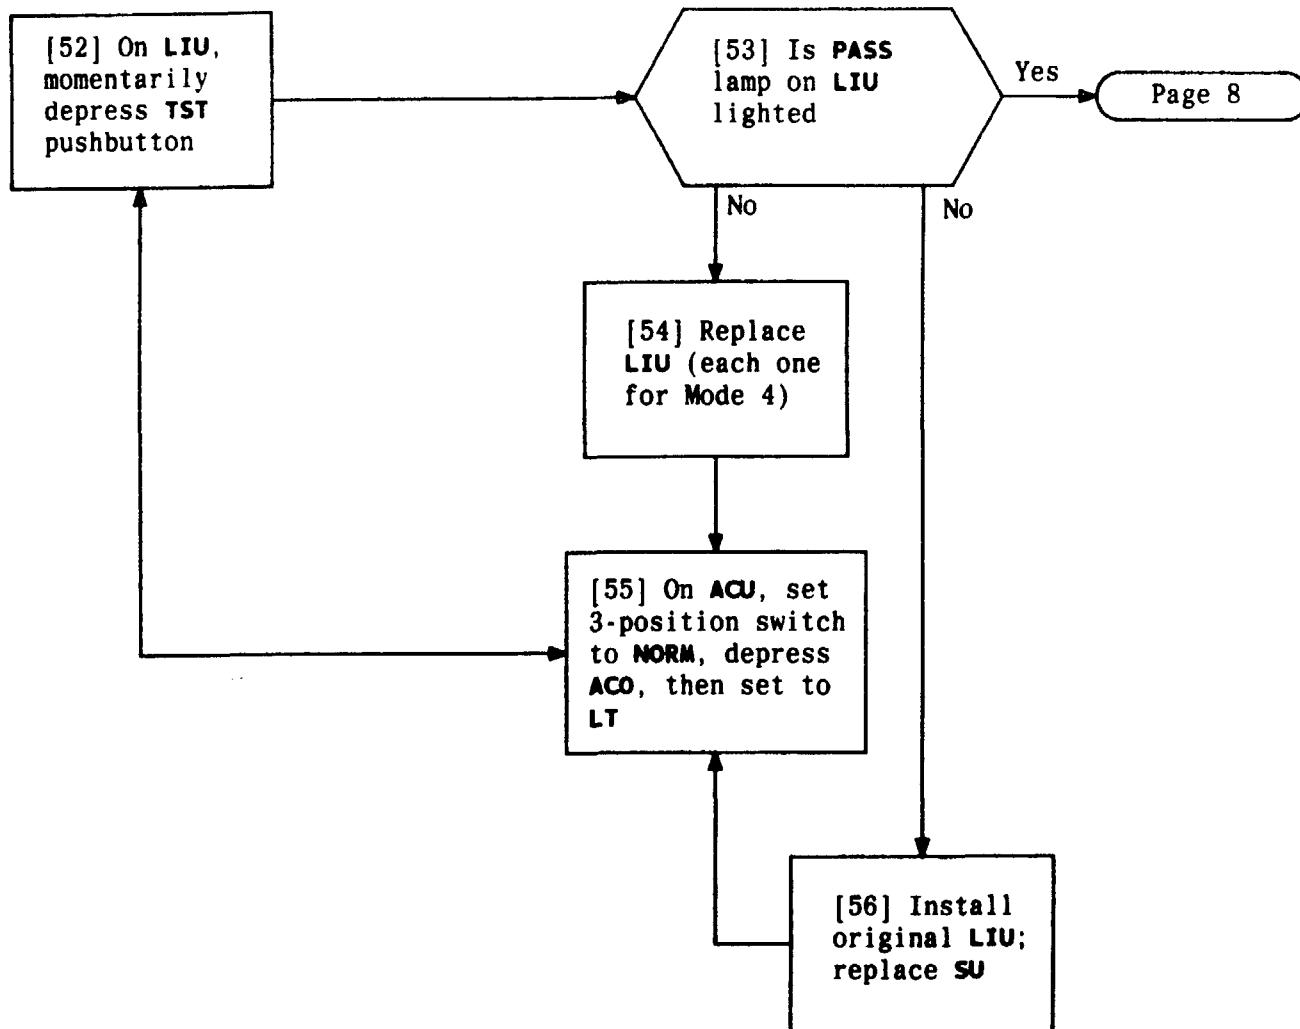 [52] On LIU,
momentarily
depress TST
pushbutton
[53] Is PASS
lamp on LIU
lighted
Yes
Page 8
No
No
[54] Replace
LIU (each one
for Mode 4)
[55] On ACU, set
3-position switch
to NORM, depress
ACO, then set to
LT
[56] Install
original LIU;
replace SU